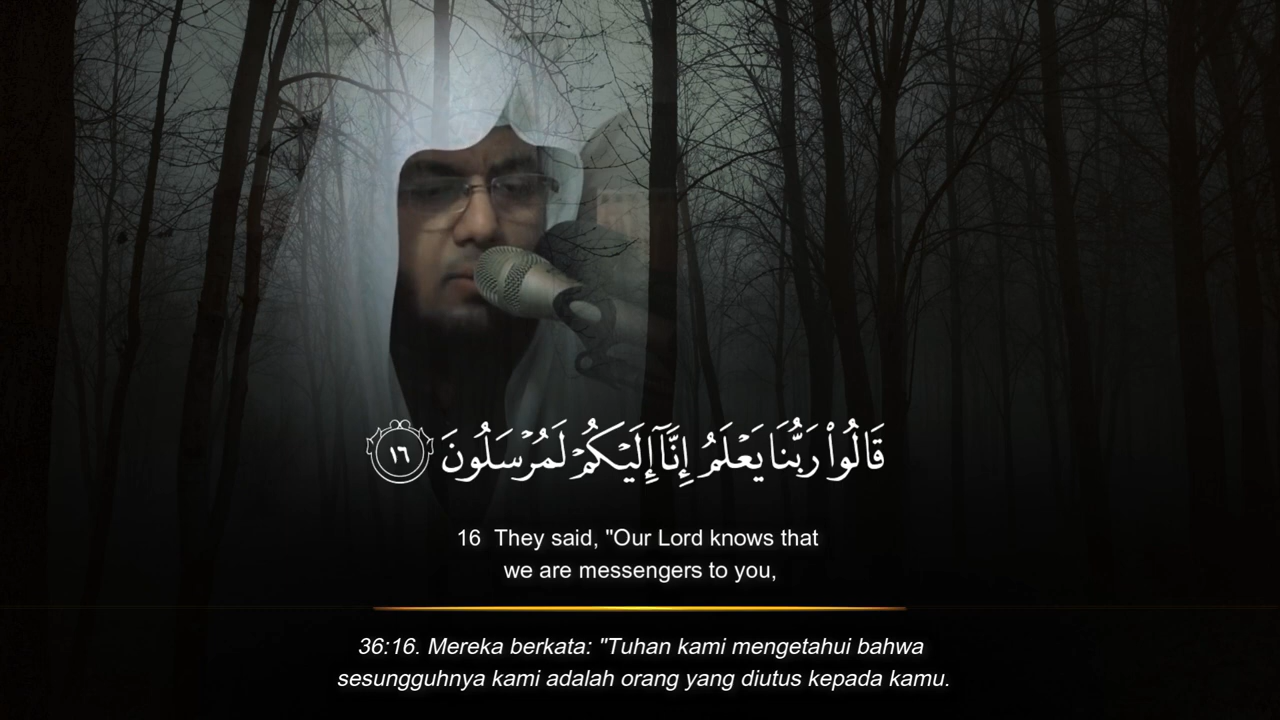 قَالُوا۟ رَبُّنَا يَعْلَمُ إِنَّآ إِلَيْكُمْ لَمُرْسَلُونَ ١٦
16 They said, "Our Lord knows that
we are messengers to you,
36:16. Mereka berkata: "Tuhan kami mengetahui bahwa
sesungguhnya kami adalah orang yang diutus kepada kamu.